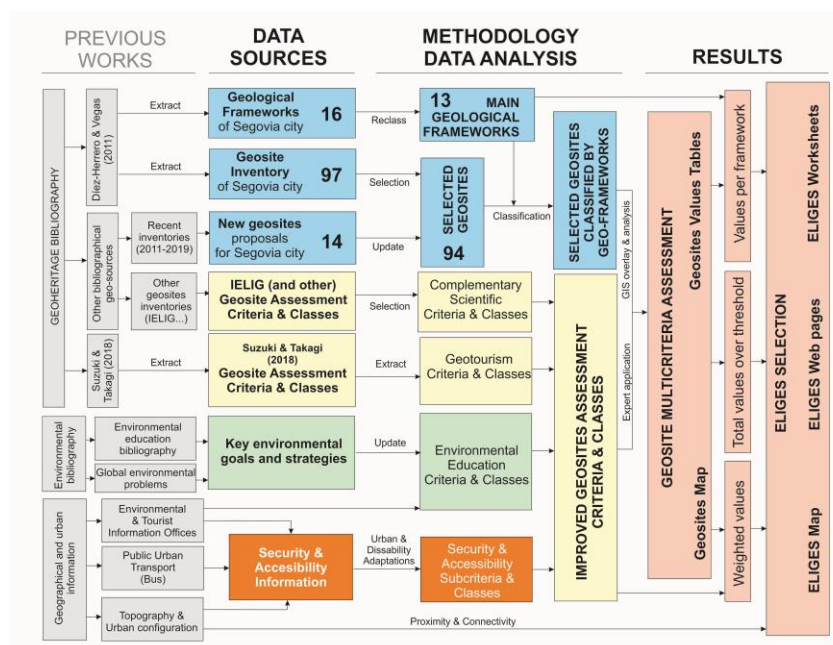 PREVIOUS
WORKS
DATA
SOURCES
METHODOLOGY
DATA ANALYSIS
RESULTS
GEOHERITAGE BIBLIOGRAPHY
Díez-Herrero & Vegas
(2011)
Extract
Geological
Frameworks
of Segovia city
16
Reclass
13 MAIN
GEOLOGICAL
FRAMEWORKS
Extract
Geosite
Inventory
of Segovia city
97
Selection
SELECTED
GEOSITES
94
Classification
SELECTED GEOSITES
CLASSIFIED BY
GEO-FRAMEWORKS
Other bibliographical
geo-sources
Recent
inventories
(2011-2019)
New geosites
proposals
for Segovia city
14
Update
Other
geosites
inventories
(IELIG...)
IELIG (and other)
Geosite Assessment
Criteria & Classes
Selection
Complementary
Scientific
Criteria & Classes
Suzuki &
Takagi (2018)
Extract
Suzuki & Takagi
(2018)
Geosite Assessment
Criteria & Classes
Extract
Geotourism
Criteria & Classes
Environmental
bibliography
Environmental
education
bibliography
Global environmental
problems
Key environmental
goals and strategies
Update
Environmental
Education
Criteria & Classes
IMPROVED GEOSITES ASSESSMENT
CRITERIA & CLASSES
Geographical and urban
information
Environmental
& Tourist
Information Offices
Public Urban
Transport
(Bus)
Topography &
Urban configuration
Security &
Accesibility
Information
Urban &
Dissability
Adaptations
Security &
Accessibility
Subcriteria &
Classes
Proximity & Connectivity
GIS overlay & analysis
Expert application
GEOSITE MULTICRITERIA ASSESSMENT
Geosites Values Tables
Geosites Map
Values per framework
Total values over threshold
Weighted values
ELIGES SELECTION
ELIGES Worksheets
ELIGES Web pages
ELIGES Map